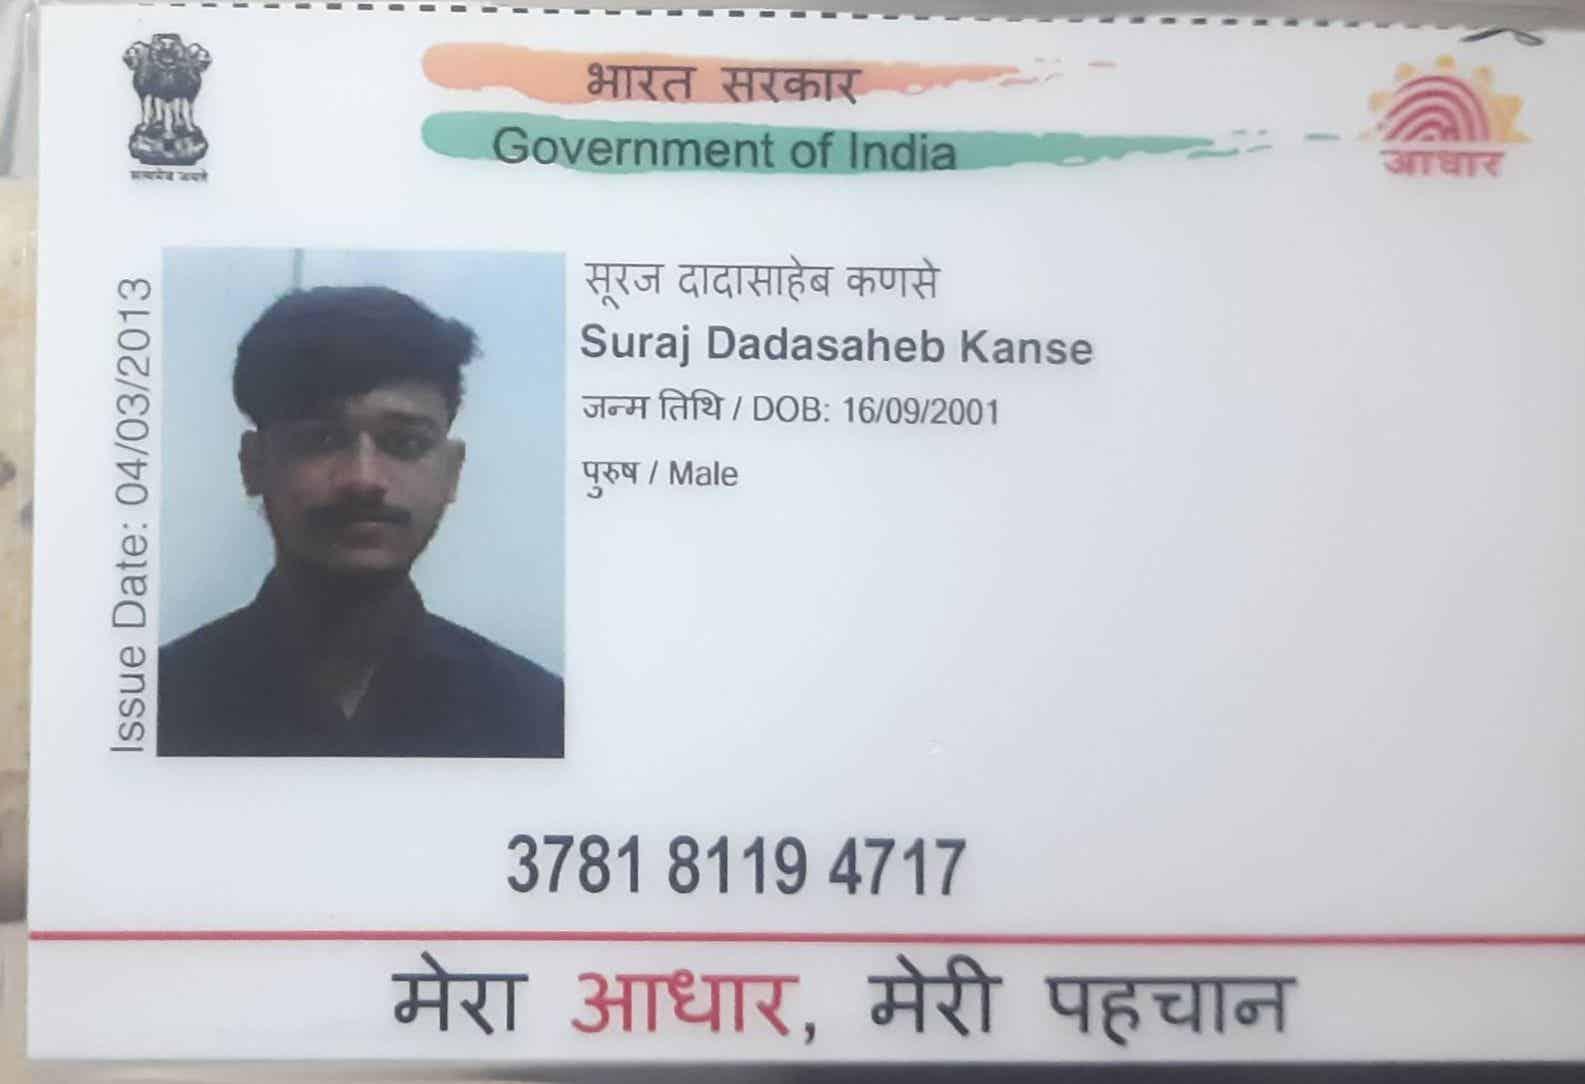 भारत सरकार
Government of India
सत्यमेव जयते
आधार
Issue Date: 04/03/2013
सूरज दादासाहेब कणसे
Suraj Dadasaheb Kanse
जन्म तिथि / DOB: 16/09/2001
पुरुष / Male
3781 8119 4717
मेरा आधार, मेरी पहचान